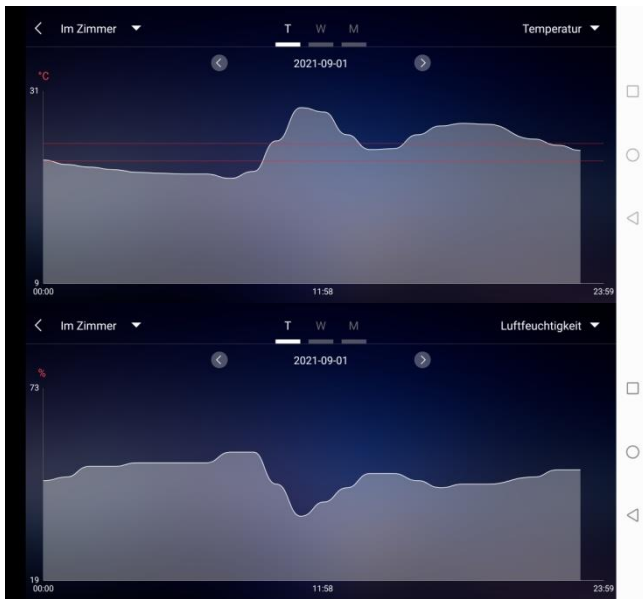 Im Zimmer T W M Temperatur
2021-09-01
°C
31
9
00:00 11:58 23:59
Im Zimmer T W M Luftfeuchtigkeit
2021-09-01
%
73
19
00:00 11:58 23:59